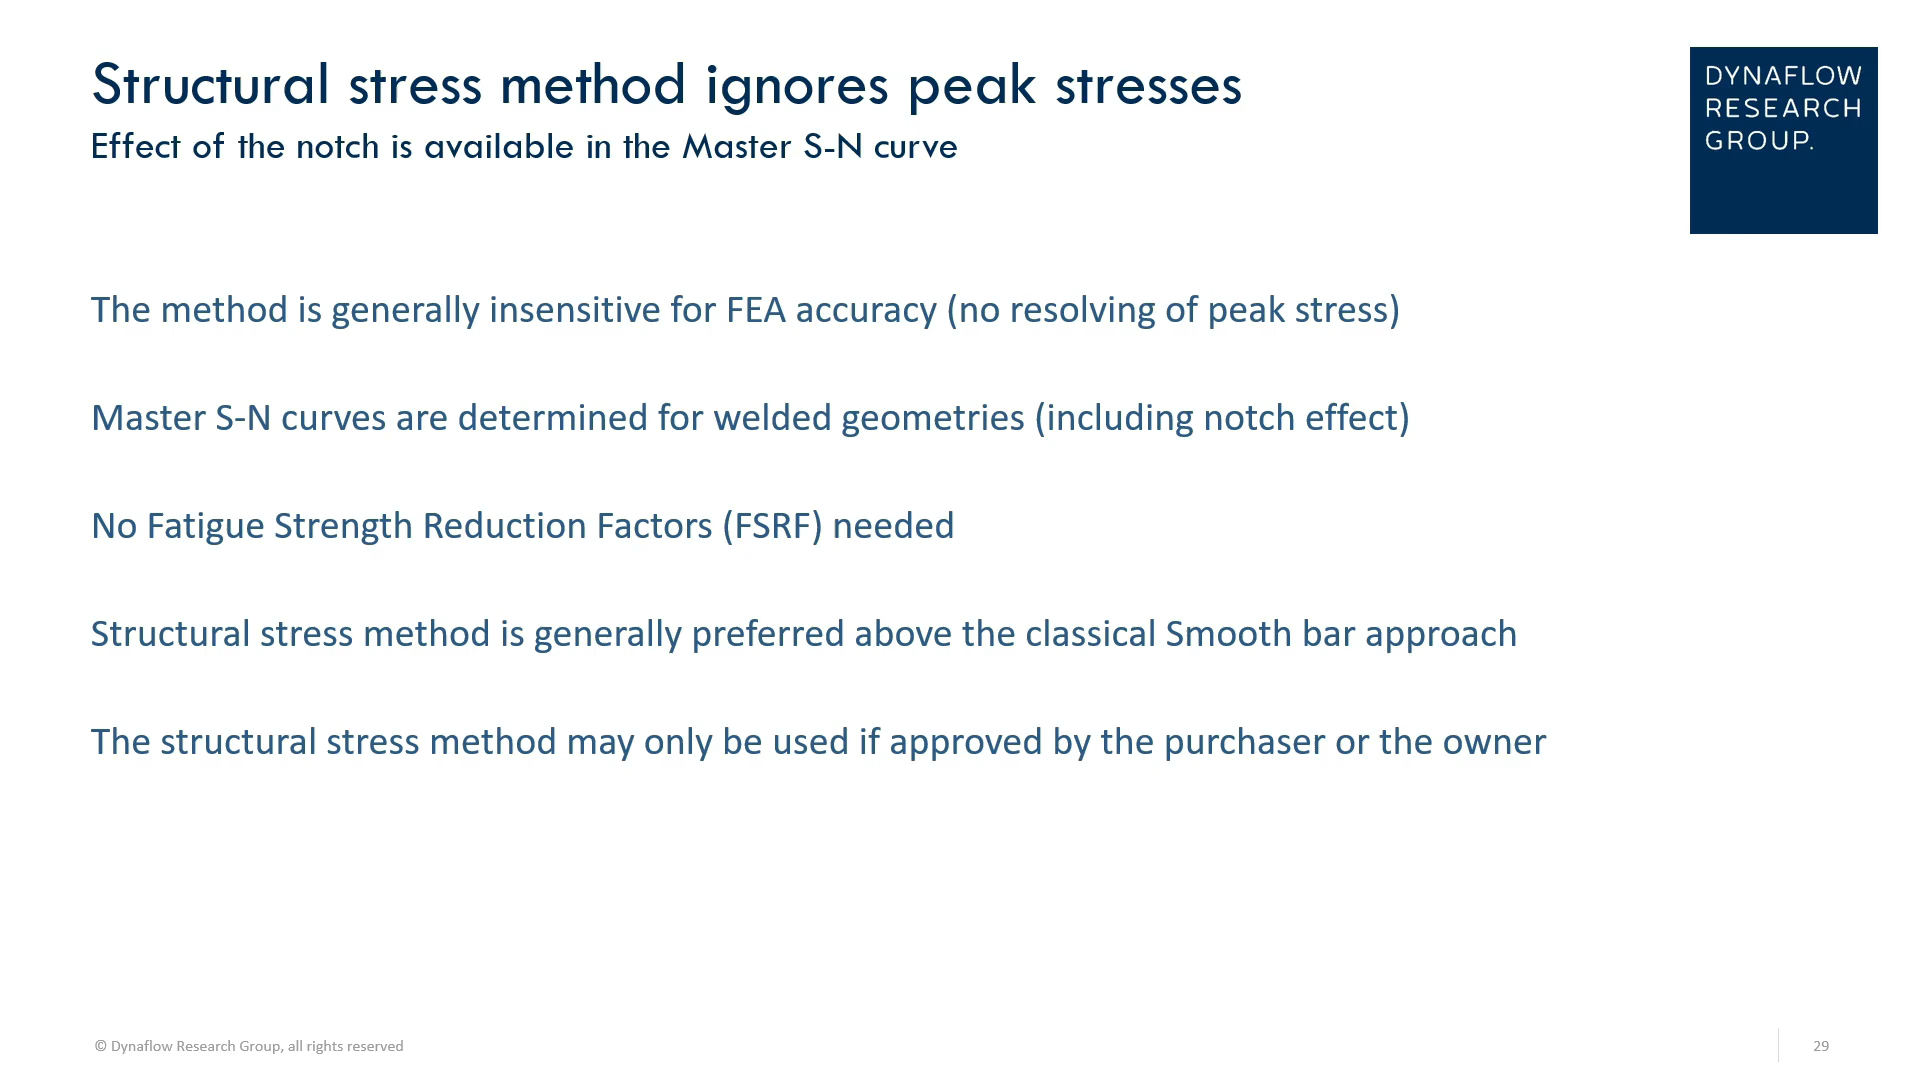 Structural stress method ignores peak stresses
Effect of the notch is available in the Master S-N curve
DYNAFLOW
RESEARCH
GROUP.
The method is generally insensitive for FEA accuracy (no resolving of peak stress)
Master S-N curves are determined for welded geometries (including notch effect)
No Fatigue Strength Reduction Factors (FSRF) needed
Structural stress method is generally preferred above the classical Smooth bar approach
The structural stress method may only be used if approved by the purchaser or the owner
© Dynaflow Research Group, all rights reserved
29